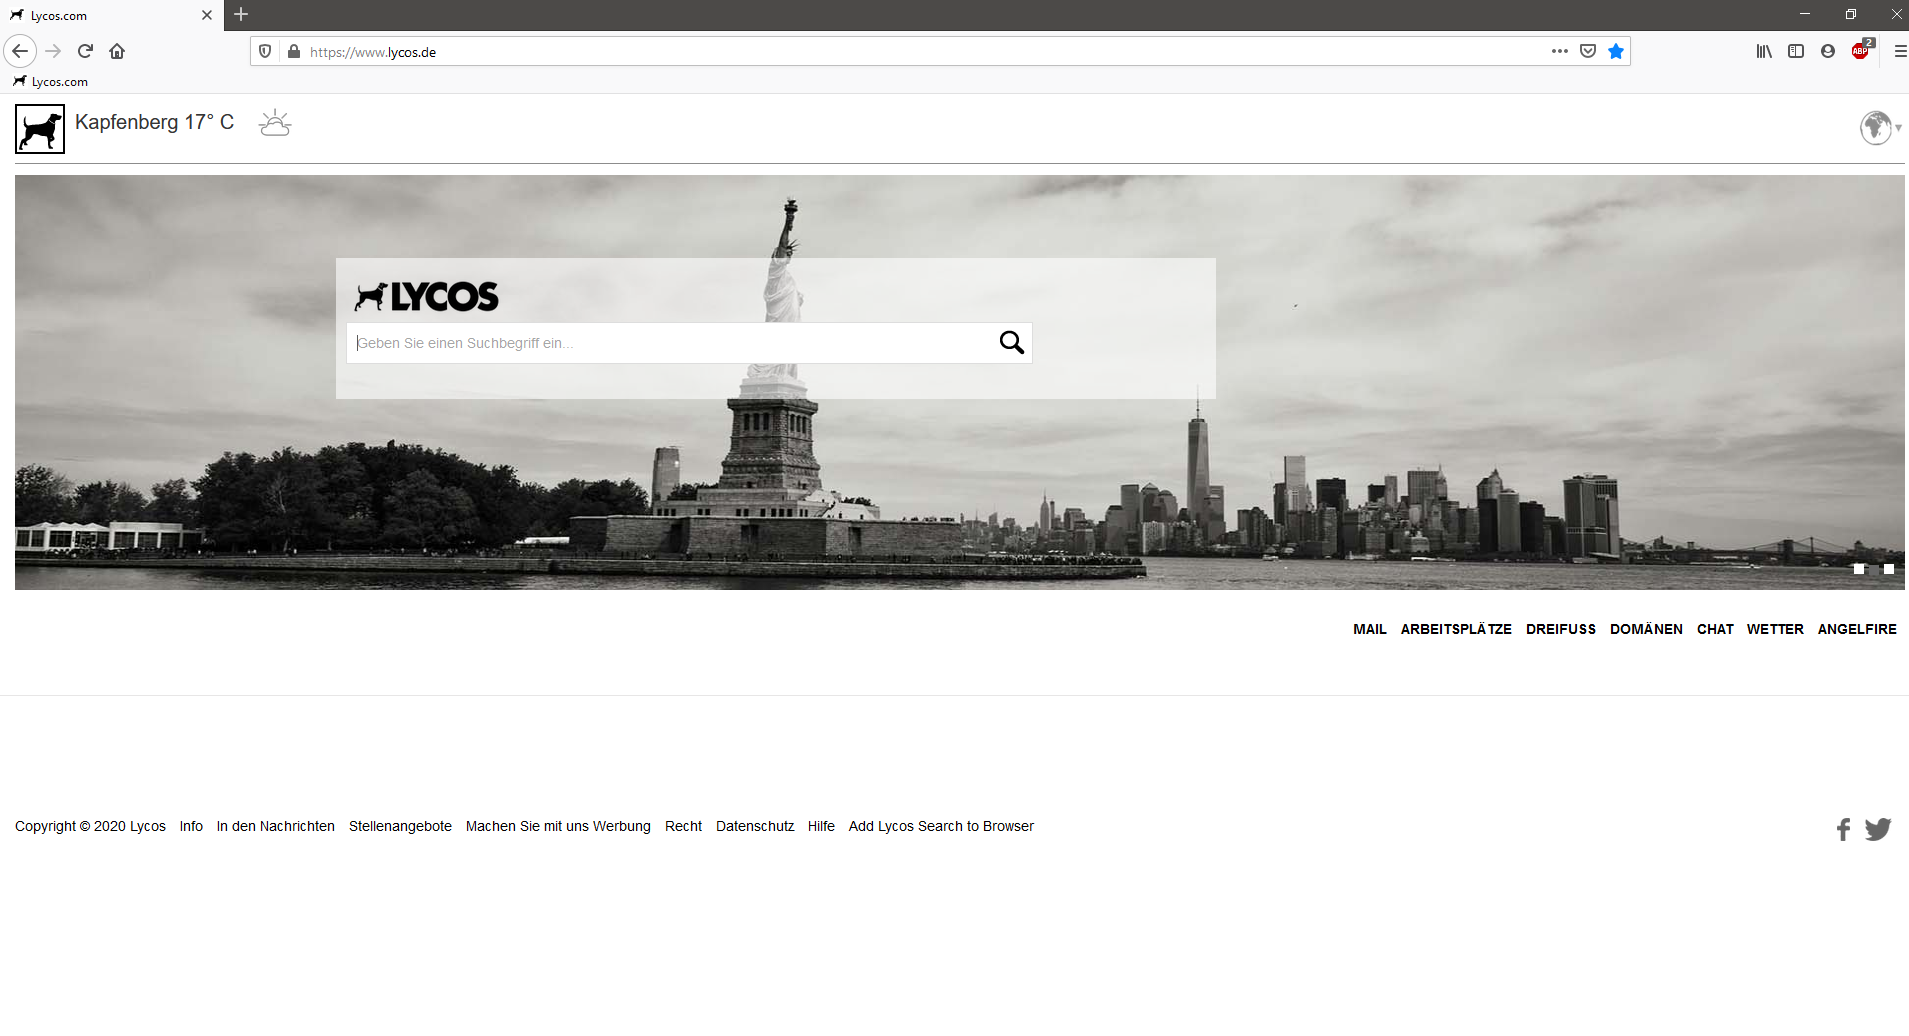 Lycos.com
https://www.lycos.de
ABP 2
Lycos.com
Kapfenberg 17° C
LYCOS
Geben Sie einen Suchbegriff ein...
MAIL ARBEITSPLÄTZE DREIFUSS DOMÄNEN CHAT WETTER ANGELFIRE
Copyright © 2020 Lycos Info In den Nachrichten Stellenangebote Machen Sie mit uns Werbung Recht Datenschutz Hilfe Add Lycos Search to Browser